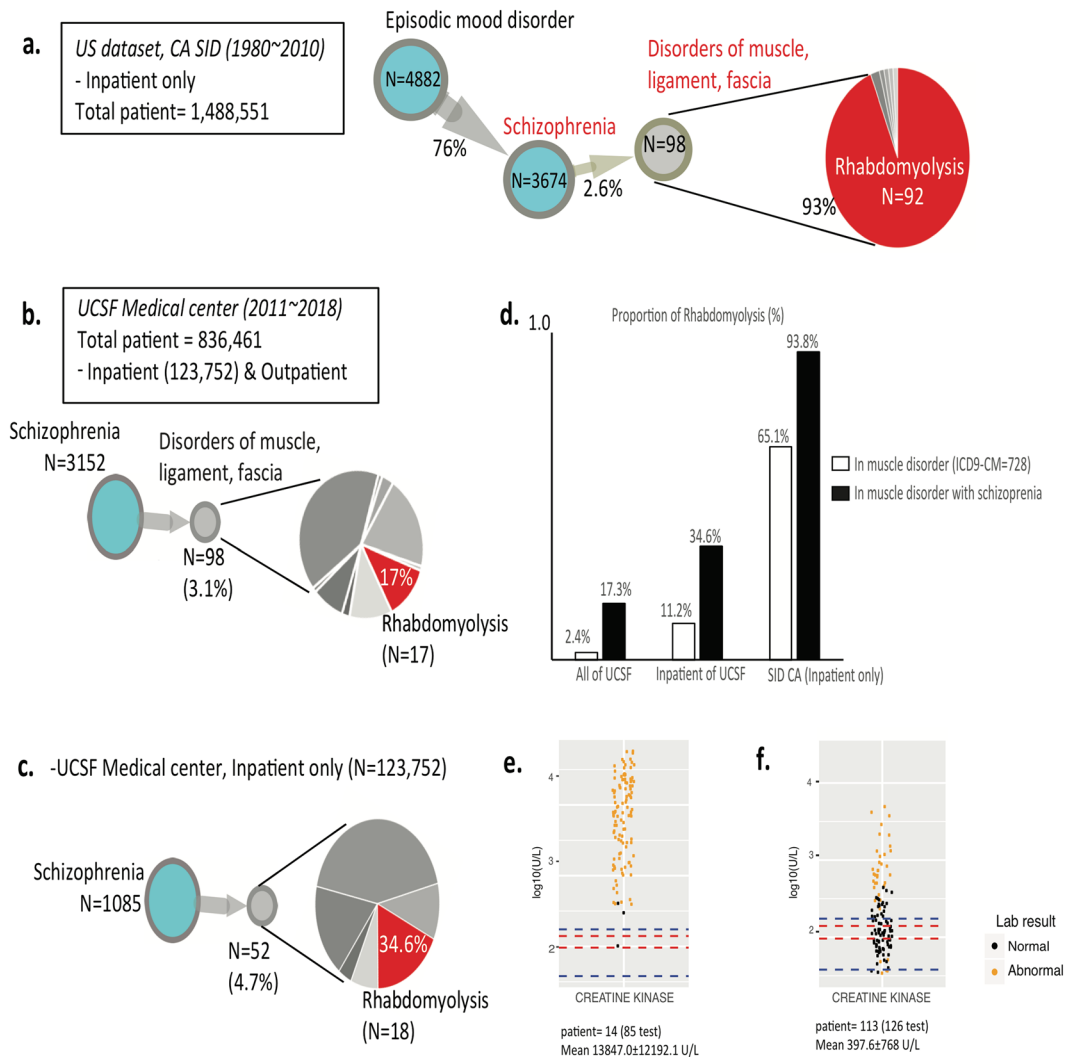 a.
US dataset, CA SID (1980~2010)
- Inpatient only
Total patient= 1,488,551
Episodic mood disorder
N=4882
76%
Schizophrenia
N=3674
2.6%
Disorders of muscle,
ligament, fascia
N=98
Rhabdomyolysis
N=92
93%
b.
UCSF Medical center (2011~2018)
Total patient = 836,461
- Inpatient (123,752) & Outpatient
Schizophrenia
N=3152
Disorders of muscle,
ligament, fascia
N=98
(3.1%)
17%
Rhabdomyolysis
(N=17)
d.
1.0
Proportion of Rhabdomyolysis (%)
2.4%
17.3%
11.2%
34.6%
65.1%
93.8%
All of UCSF
Inpatient of UCSF
SID CA (Inpatient only)
In muscle disorder (ICD9-CM=728)
In muscle disorder with schizoprenia
c.
-UCSF Medical center, Inpatient only (N=123,752)
Schizophrenia
N=1085
N=52
(4.7%)
34.6%
Rhabdomyolysis
(N=18)
e.
log10(U/L)
4
3
2
CREATINE KINASE
patient= 14 (85 test)
Mean 13847.0±12192.1 U/L
f.
log10(U/L)
4
3
2
CREATINE KINASE
patient= 113 (126 test)
Mean 397.6±768 U/L
Lab result
Normal
Abnormal